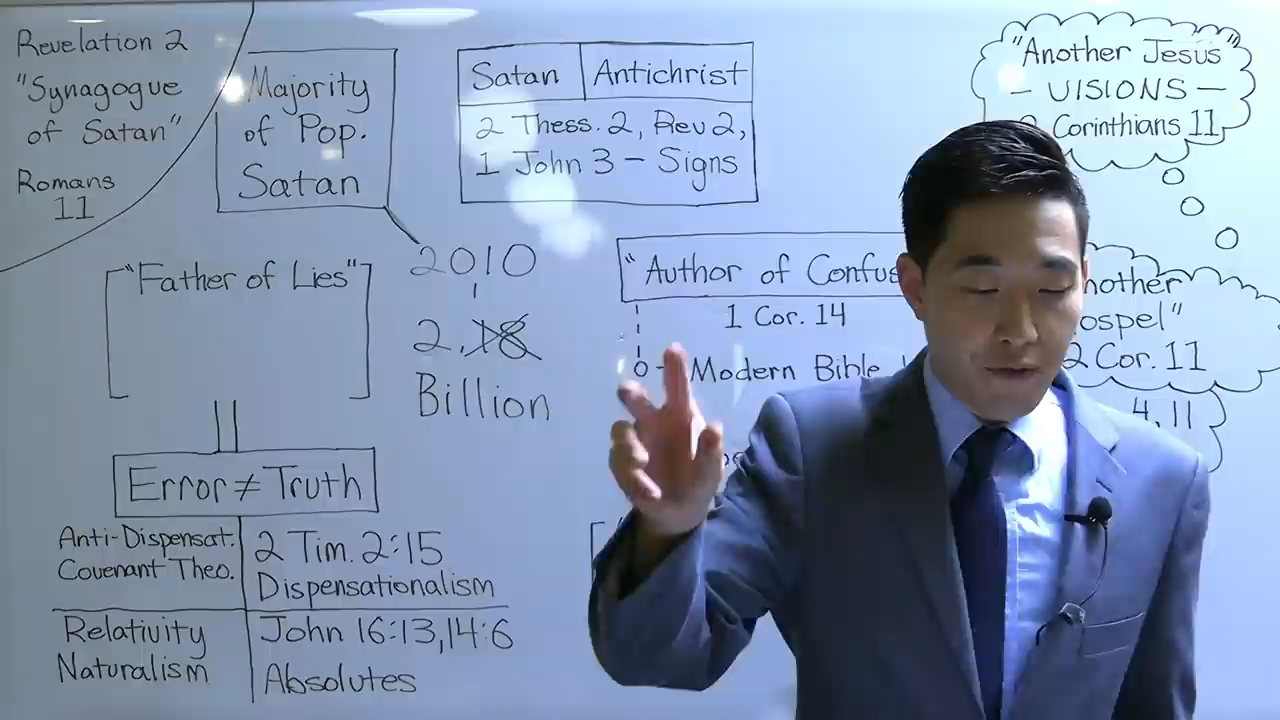 Revelation 2
"Synagogue
of Satan"
Romans
11
Majority
of Pop.
Satan
Satan
Antichrist
2 Thess. 2, Rev 2,
1 John 3 - Signs
"Another Jesus"
- VISIONS -
Corinthians 11
"Father of Lies"
2010
2.18
Billion
Error ≠ Truth
Anti-Dispensat.
Covenant Theo.
2 Tim. 2:15
Dispensationalism
Relativity
Naturalism
John 16:13,14:6
Absolutes
"Author of
1 Cor. 14
Modern Bible
2 Cor. 11
4,11